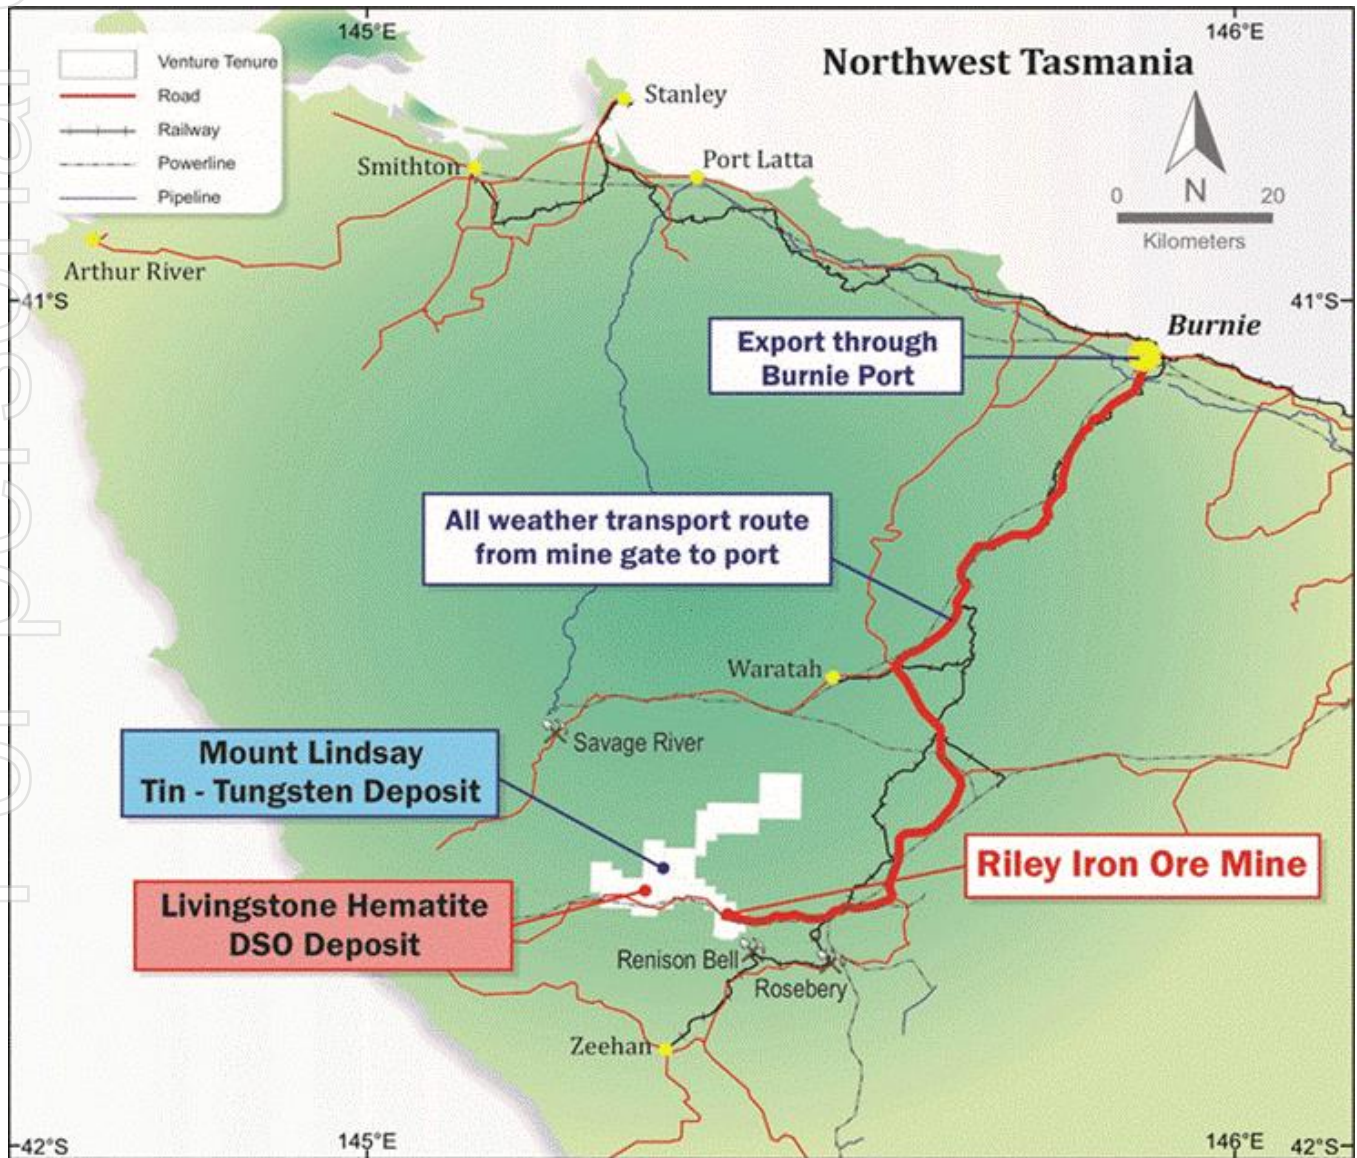 145°E
146°E
Northwest Tasmania
Venture Tenure
Road
Railway
Powerline
Pipeline
N
0 20
Kilometers
Stanley
Smithton
Port Latta
Arthur River
41°S
41°S
Burnie
Export through
Burnie Port
All weather transport route
from mine gate to port
Waratah
Savage River
Mount Lindsay
Tin - Tungsten Deposit
Riley Iron Ore Mine
Livingstone Hematite
DSO Deposit
Renison Bell
Rosebery
Zeehan
42°S
145°E
146°E
42°S